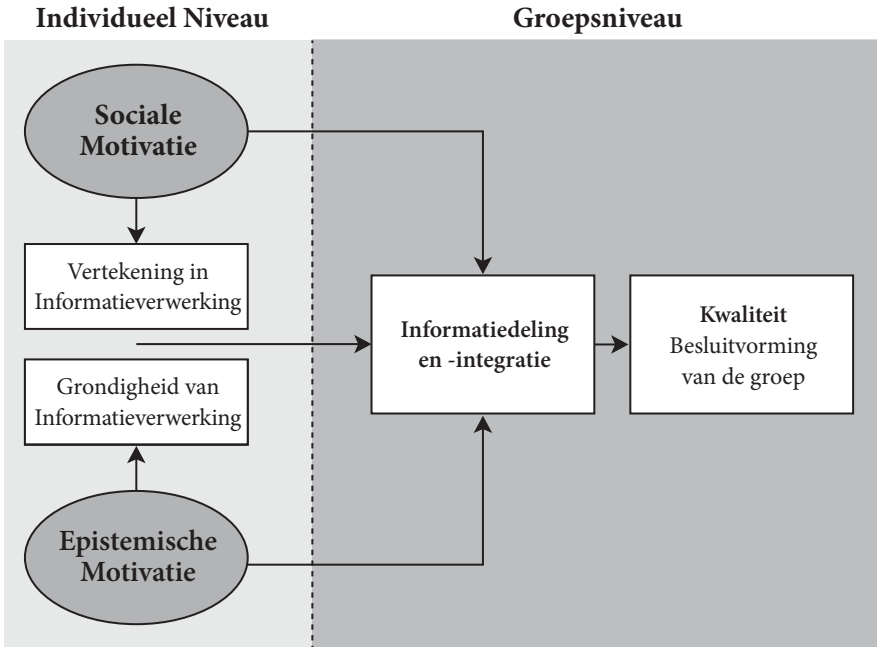 Individueel Niveau
Groepsniveau
Sociale
Motivatie
Vertekening in
Informatieverwerking
Grondigheid van
Informatieverwerking
Epistemische
Motivatie
Informatiedeling
en -integratie
Kwaliteit
Besluitvorming
van de groep